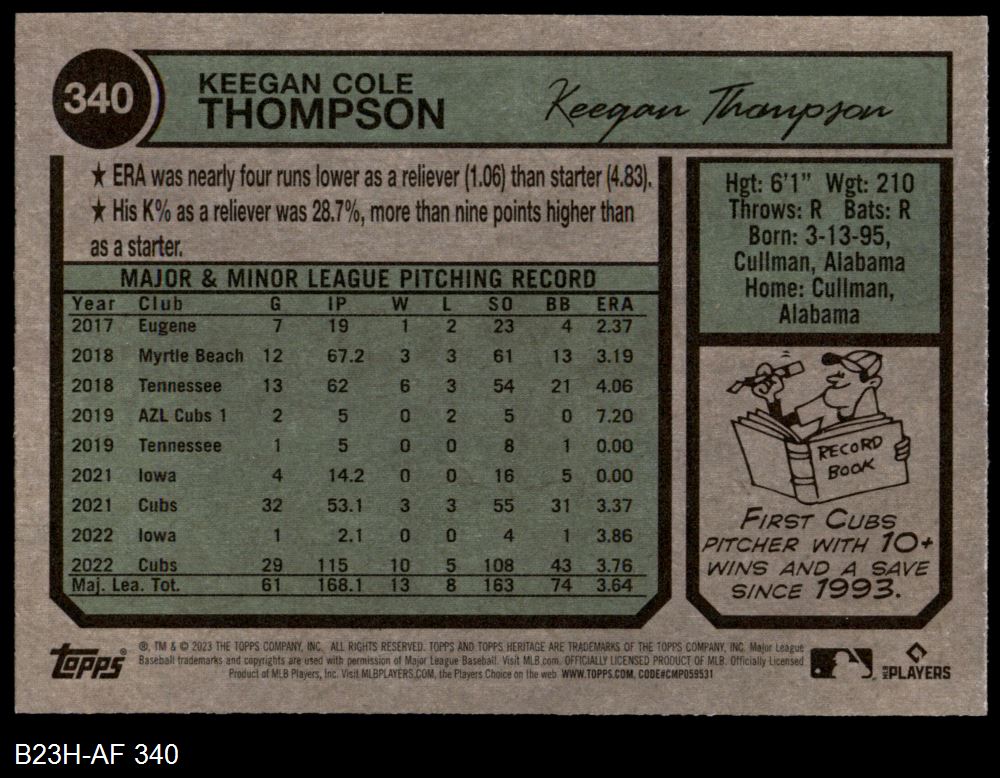 340
KEEGAN COLE
THOMPSON
Keegan Thompson
★ ERA was nearly four runs lower as a reliever (1.06) than starter (4.83).
★ His K% as a reliever was 28.7%, more than nine points higher than
as a starter.
MAJOR & MINOR LEAGUE PITCHING RECORD
Year Club G IP W L SO BB ERA
2017 Eugene 7 19 1 2 23 4 2.37
2018 Myrtle Beach 12 67.2 3 3 61 13 3.19
2018 Tennessee 13 62 6 3 54 21 4.06
2019 AZL Cubs 1 2 5 0 2 5 0 7.20
2019 Tennessee 1 5 0 0 8 1 0.00
2021 Iowa 4 14.2 0 0 16 5 0.00
2021 Cubs 32 53.1 3 3 55 31 3.37
2022 Iowa 1 2.1 0 0 4 1 3.86
2022 Cubs 29 115 10 5 108 43 3.76
Maj. Lea. Tot. 61 168.1 13 8 163 74 3.64
Hgt: 6'1" Wgt: 210
Throws: R Bats: R
Born: 3-13-95,
Cullman, Alabama
Home: Cullman,
Alabama
RECORD
BOOK
FIRST CUBS
PITCHER WITH 10+
WINS AND A SAVE
SINCE 1993.
topps
®, TM & © 2023 THE TOPPS COMPANY, INC. ALL RIGHTS RESERVED. TOPPS AND TOPPS HERITAGE ARE TRADEMARKS OF THE TOPPS COMPANY, INC. Major League
Baseball trademarks and copyrights are used with permission of Major League Baseball. Visit MLB.com. OFFICIALLY LICENSED PRODUCT OF MLB. Officially Licensed
Product of MLB Players, Inc. Visit MLBPLAYERS.COM, the Players Choice on the web. WWW.TOPPS.COM. CODE#CMP059531
MLB PLAYERS
B23H-AF 340